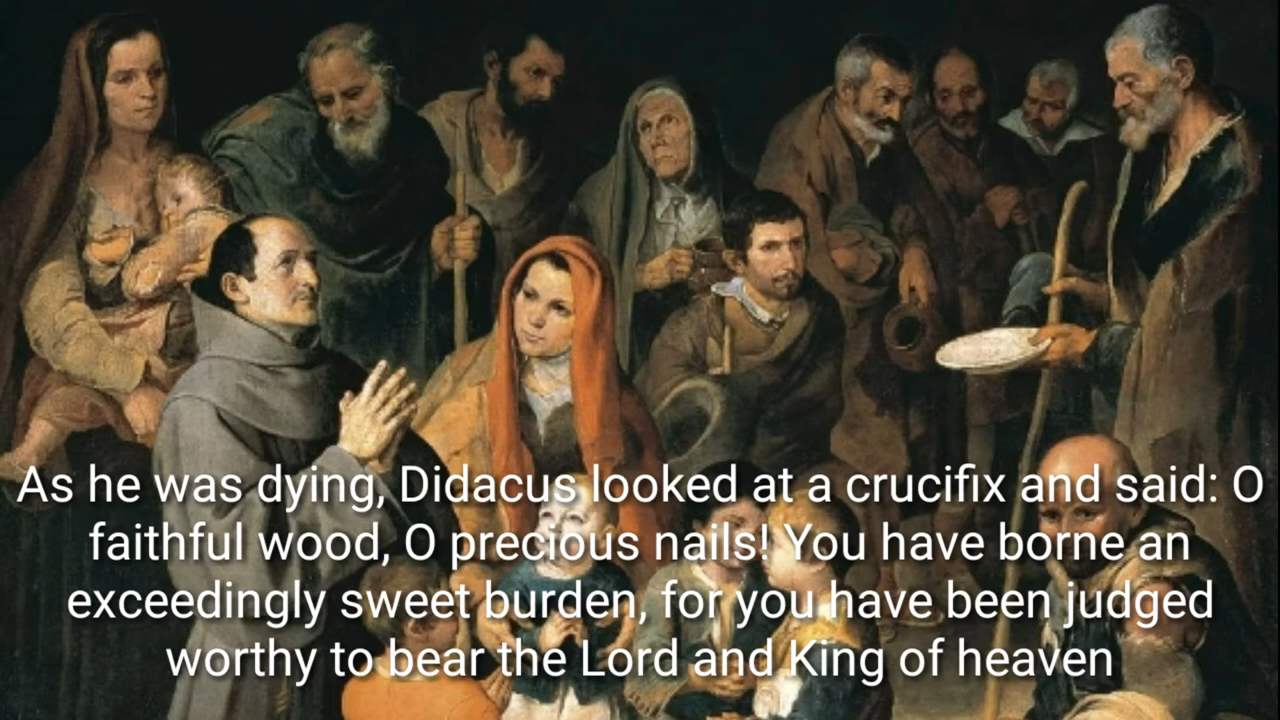 As he was dying, Didacus looked at a crucifix and said: O
faithful wood, O precious nails! You have borne an
exceedingly sweet burden, for you have been judged
worthy to bear the Lord and King of heaven